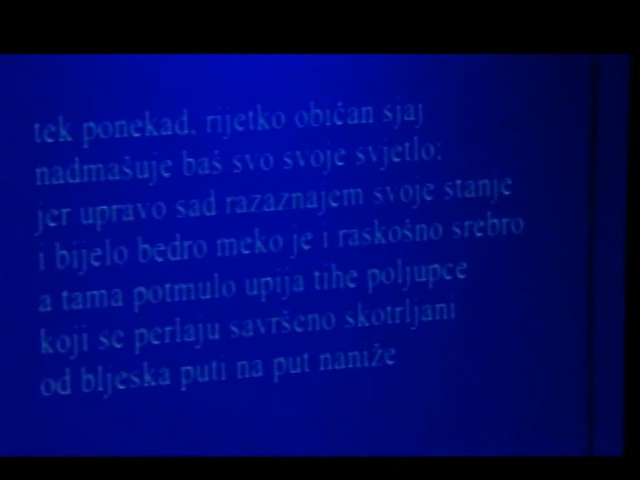 tek ponekad, rijetko običan sjaj
nadmašuje baš svo svoje svjetlo;
jer upravo sad razaznajem svoje stanje
i bijelo bedro meko je i raskošno srebro
a tama potmulo upija tihe poljupce
koji se perlaju savršeno skotrljani
od bljeska puti na put naniže